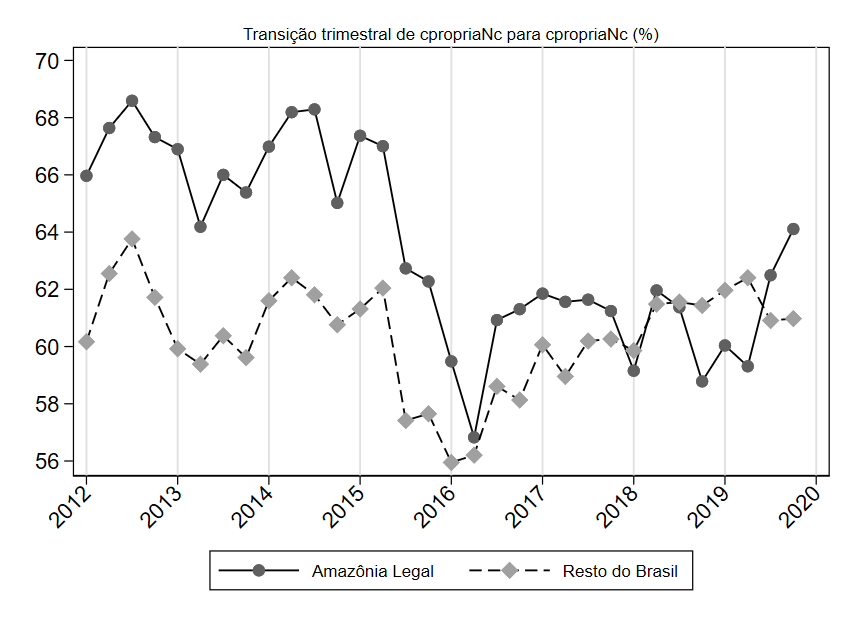 Transição trimestral de cpropriaNc para cpropriaNc (%)
70
68
66
64
62
60
58
56
2012 2013 2014 2015 2016 2017 2018 2019 2020
Amazônia Legal Resto do Brasil